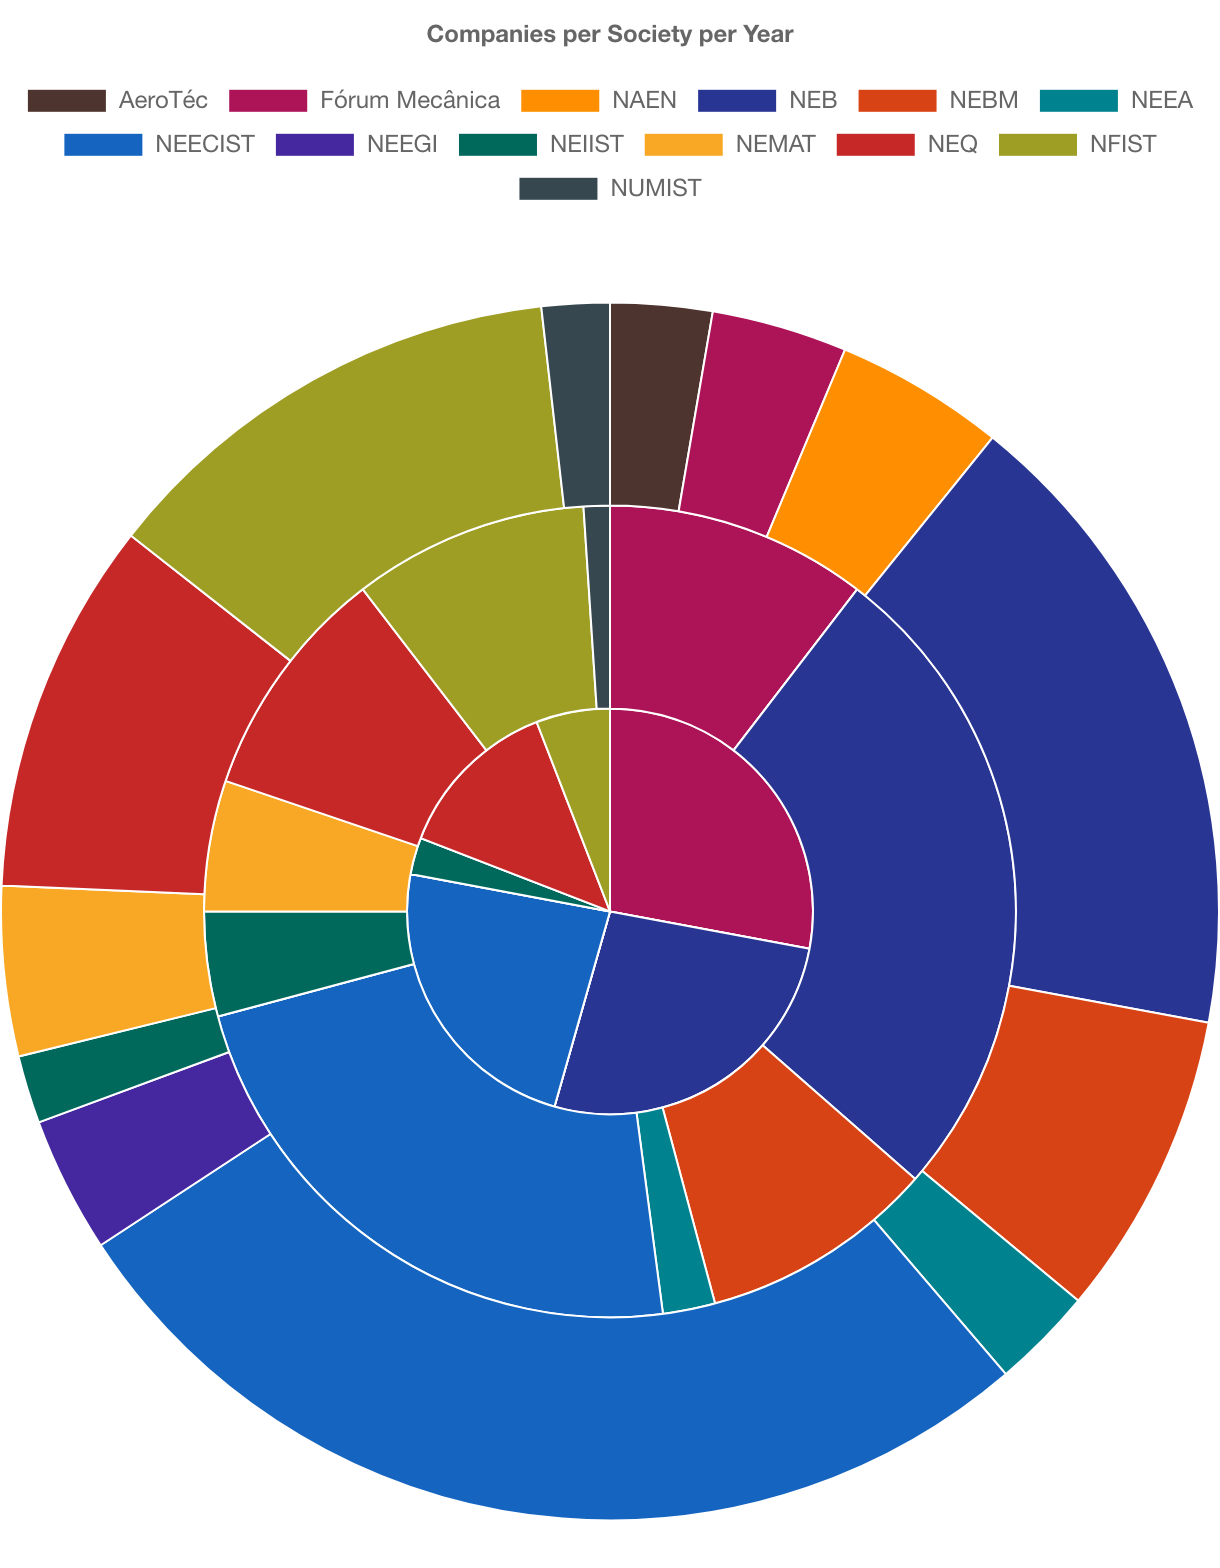 Companies per Society per Year
AeroTéc Fórum Mecânica NAEN NEB NEBM NEEA
NEECIST NEEGI NEIIST NEMAT NEQ NFIST
NUMIST